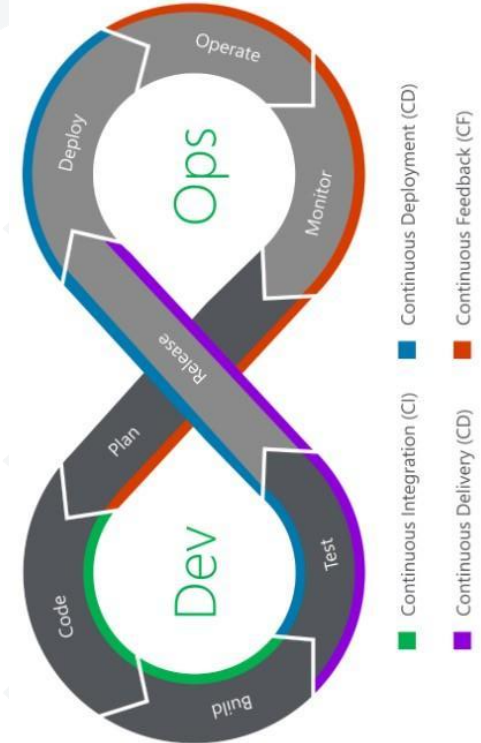 Dev
Ops
Plan
Code
Build
Test
Release
Deploy
Operate
Monitor
Continuous Integration (CI)
Continuous Deployment (CD)
Continuous Delivery (CD)
Continuous Feedback (CF)